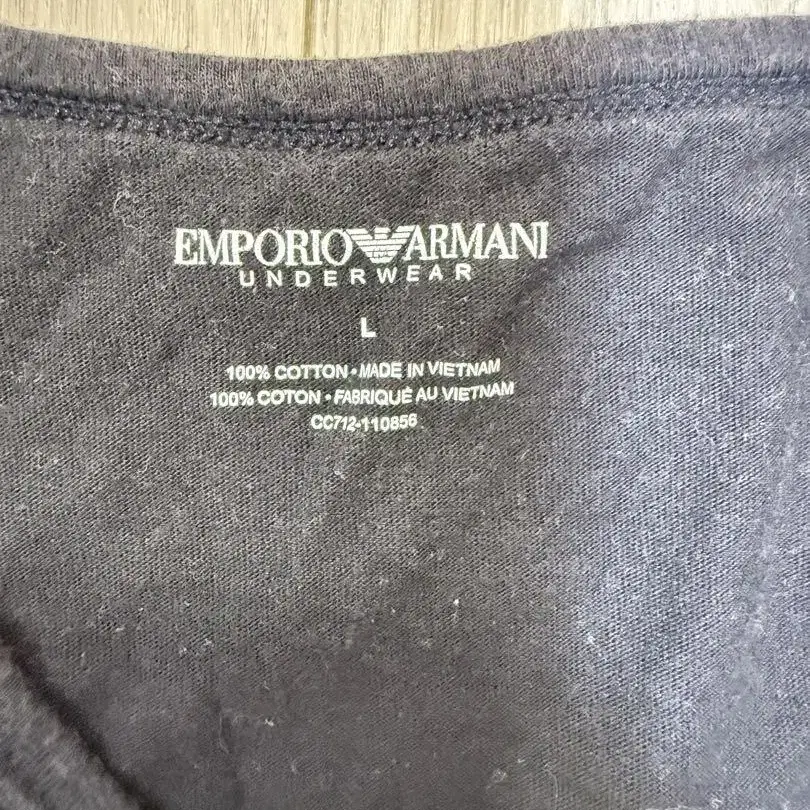 EMPORIO ARMANI
UNDERWEAR
L
100% COTTON • MADE IN VIETNAM
100% COTON • FABRIQUÉ AU VIETNAM
CC712-110856